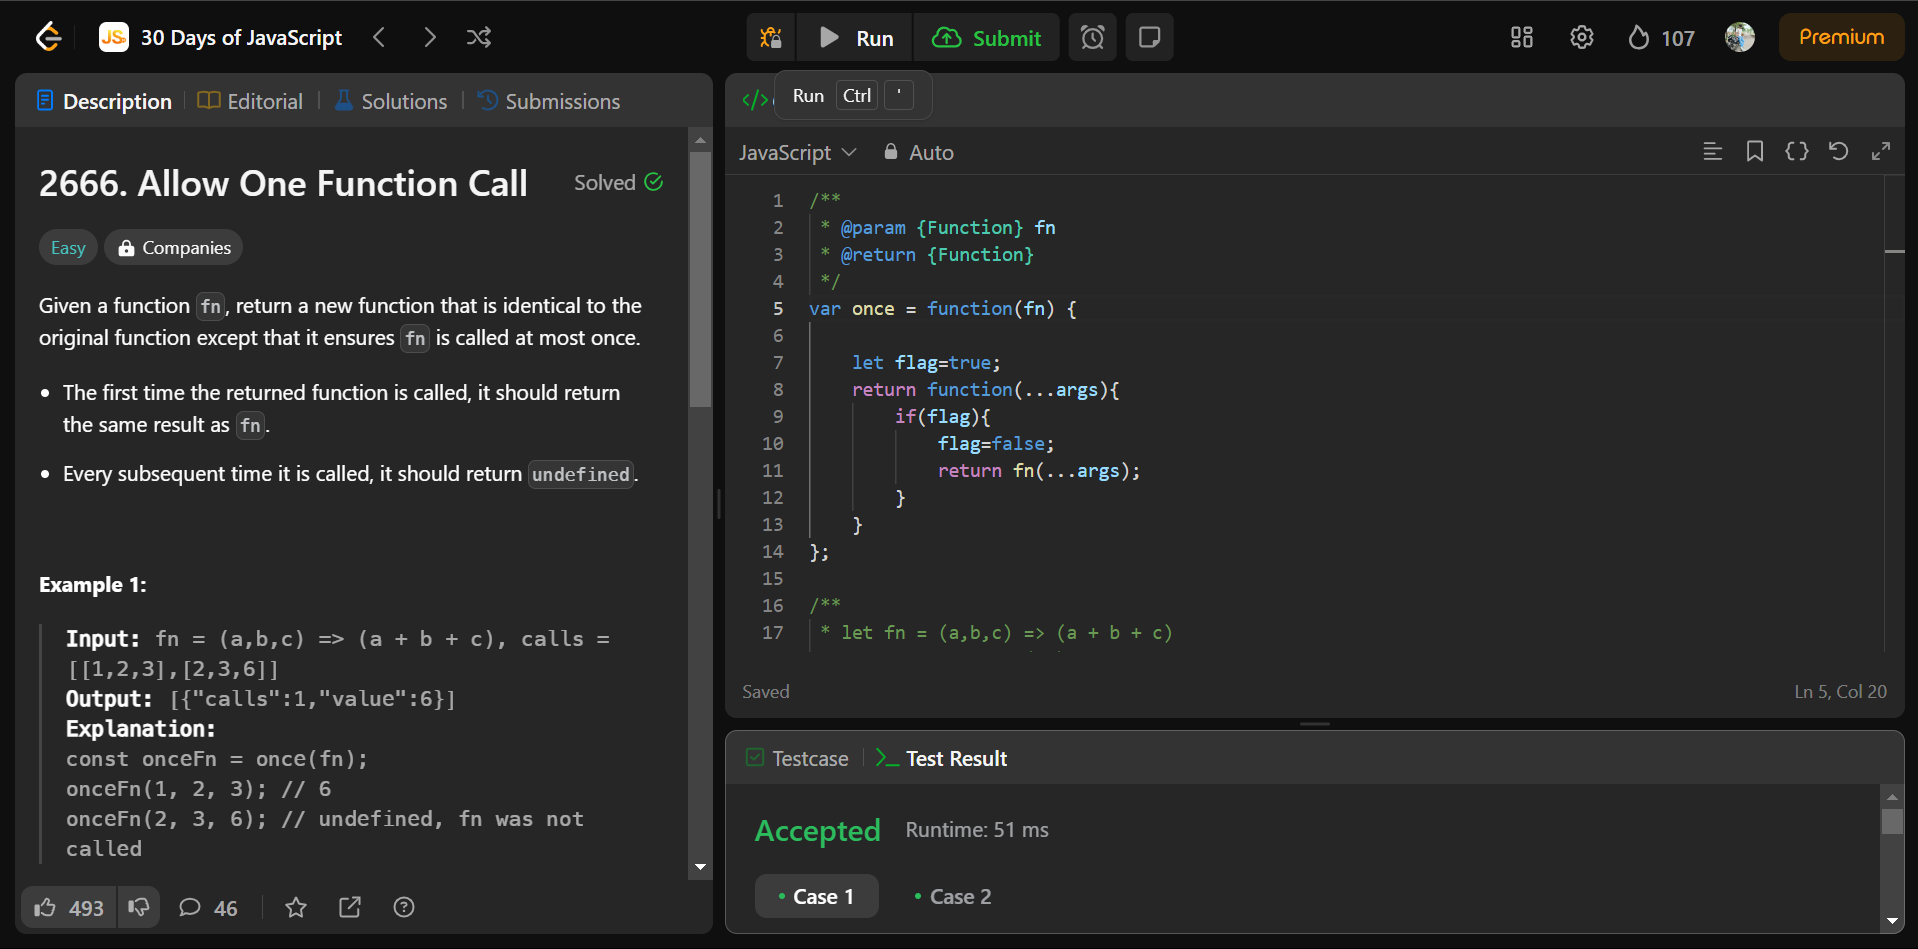 JS 30 Days of JavaScript
Run
Submit
107
Premium
Description
Editorial
Solutions
Submissions
2666. Allow One Function Call
Solved
Easy
Companies
Given a function fn, return a new function that is identical to the
original function except that it ensures fn is called at most once.
• The first time the returned function is called, it should return
the same result as fn.
• Every subsequent time it is called, it should return undefined.
Example 1:
Input: fn = (a,b,c) => (a + b + c), calls =
[[1,2,3],[2,3,6]]
Output: [{"calls":1,"value":6}]
Explanation:
const onceFn = once(fn);
onceFn(1, 2, 3); // 6
onceFn(2, 3, 6); // undefined, fn was not
called
493
46
</>
Run Ctrl '
JavaScript
Auto
1 /**
2 * @param {Function} fn
3 * @return {Function}
4 */
5 var once = function(fn) {
6
7 let flag=true;
8 return function(...args){
9 if(flag){
10 flag=false;
11 return fn(...args);
12 }
13 }
14 };
15
16 /**
17 * let fn = (a,b,c) => (a + b + c)
Saved
Ln 5, Col 20
Testcase
Test Result
Accepted
Runtime: 51 ms
• Case 1
• Case 2